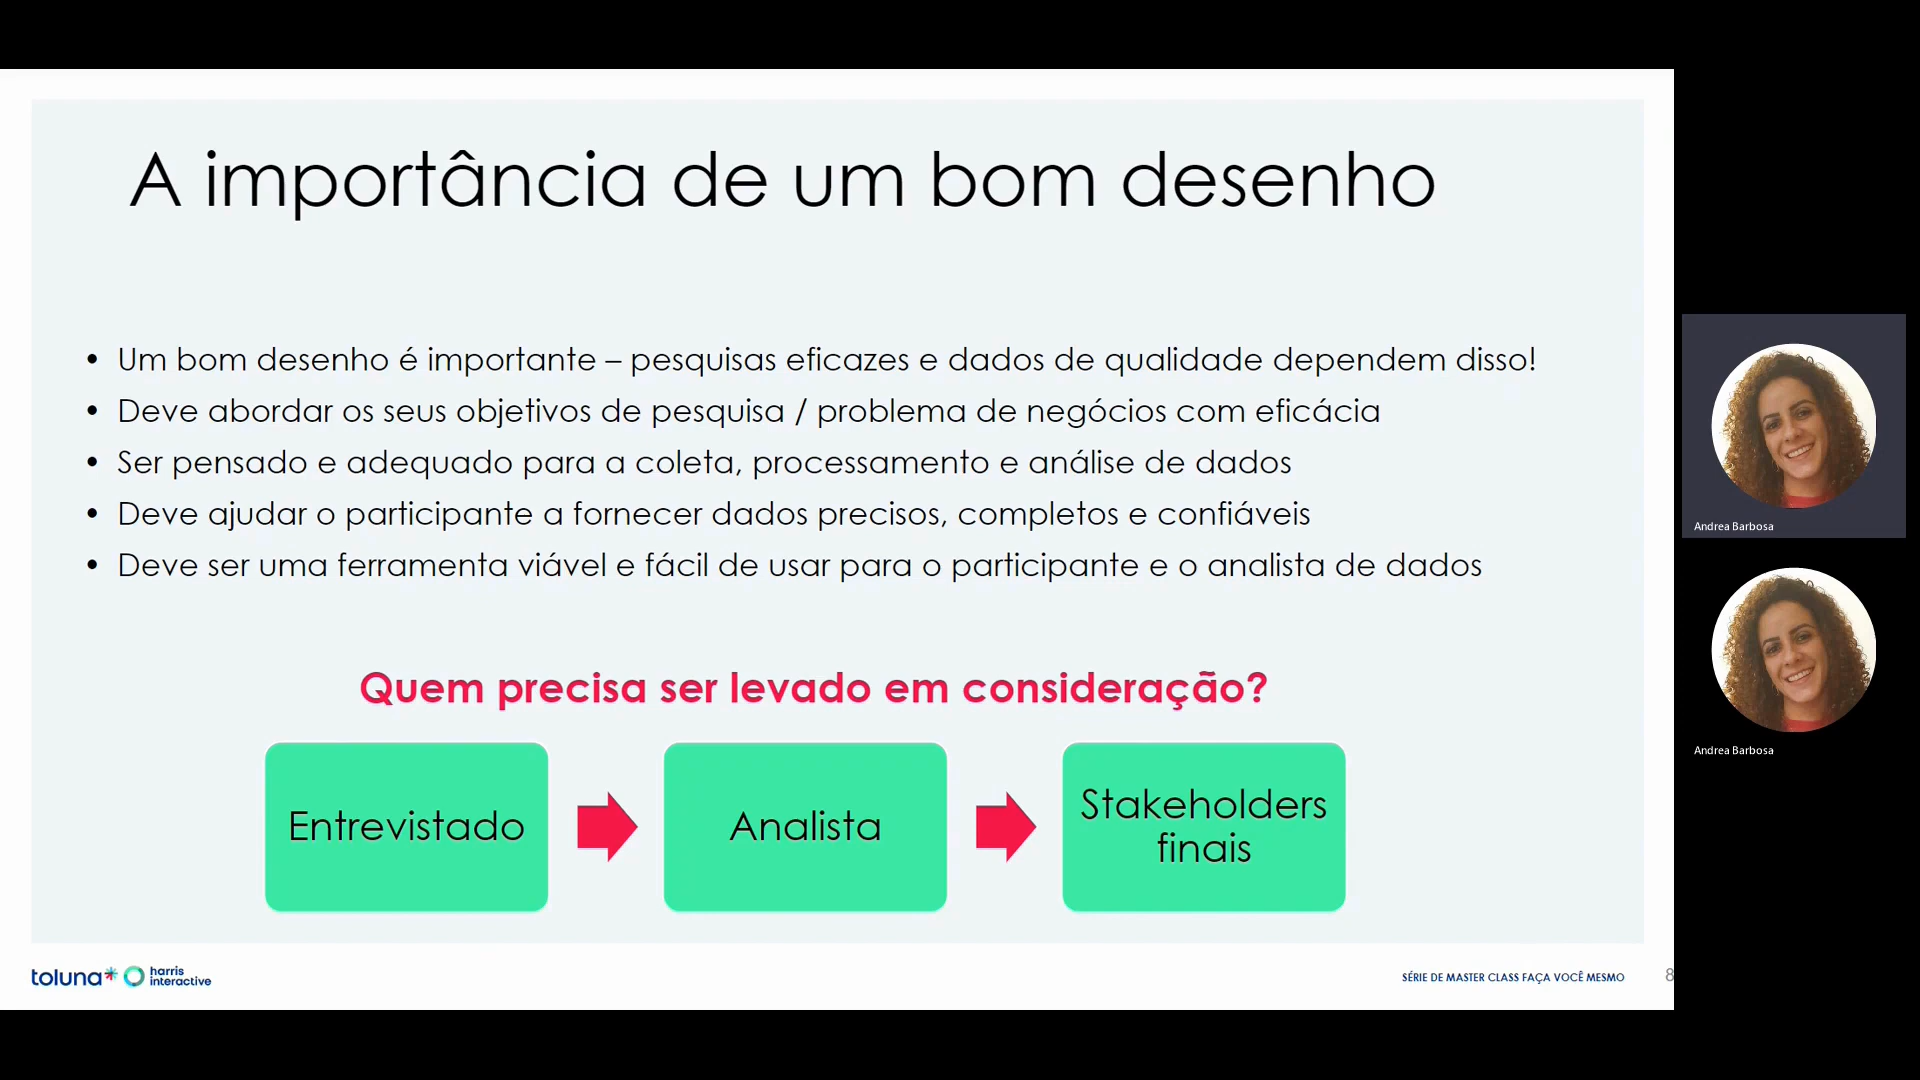 A importância de um bom desenho
• Um bom desenho é importante – pesquisas eficazes e dados de qualidade dependem disso!
• Deve abordar os seus objetivos de pesquisa / problema de negócios com eficácia
• Ser pensado e adequado para a coleta, processamento e análise de dados
• Deve ajudar o participante a fornecer dados precisos, completos e confiáveis
• Deve ser uma ferramenta viável e fácil de usar para o participante e o analista de dados
Quem precisa ser levado em consideração?
Entrevistado
Analista
Stakeholders
finais
toluna*
harris
interactive
SÉRIE DE MASTER CLASS FAÇA VOCÊ MESMO
8
Andrea Barbosa
Andrea Barbosa